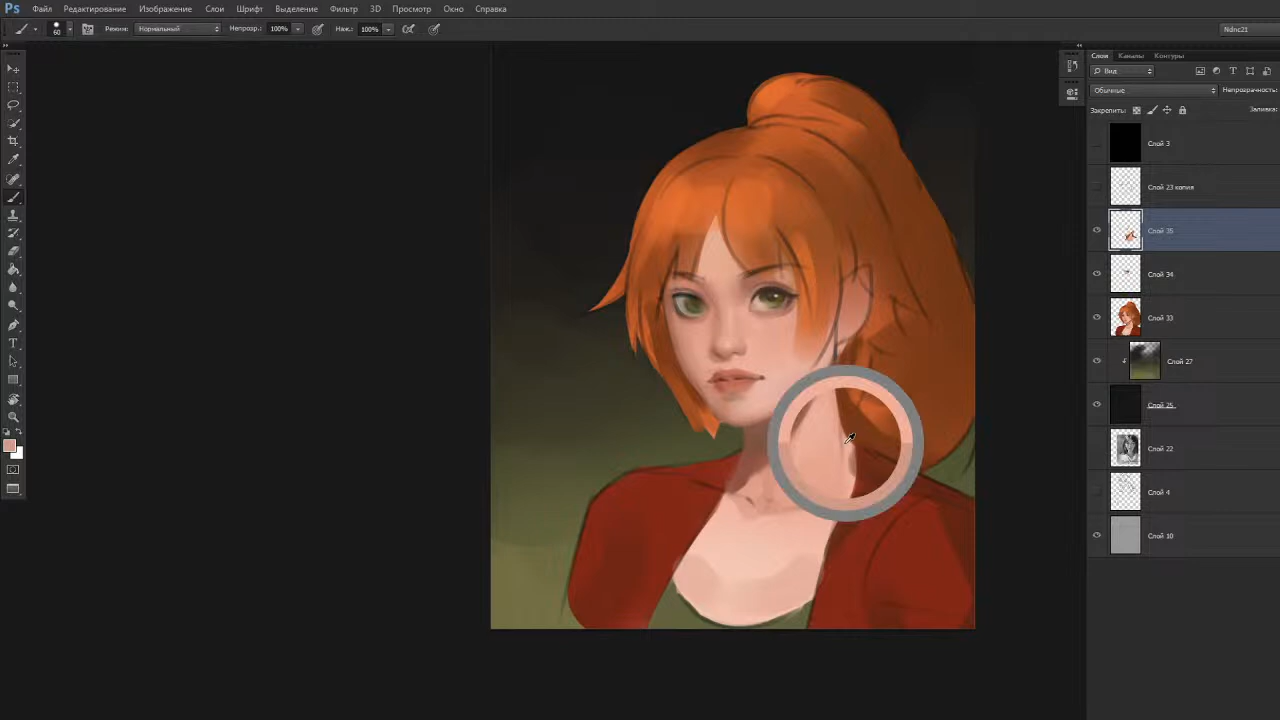 Ps Файл Редактирование Изображение Слои Шрифт Выделение Фильтр 3D Просмотр Окно Справка
60 Режим: Нормальный Непрозр.: 100% Наж.: 100% Ndnc21
Слои Каналы Контуры
Вид
Обычные Непрозрачность:
Закрепить: Заливка:
Слой 3
Слой 23 копия
Слой 35
Слой 34
Слой 33
Слой 27
Слой 25
Слой 22
Слой 4
Слой 10